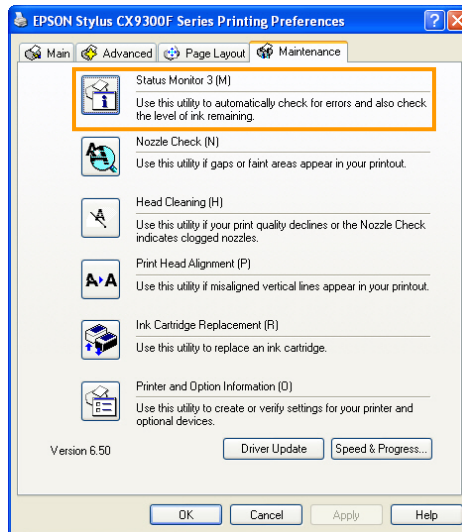 EPSON Stylus CX9300F Series Printing Preferences
Main Advanced Page Layout Maintenance
Status Monitor 3 (M)
Use this utility to automatically check for errors and also check
the level of ink remaining.
Nozzle Check (N)
Use this utility if gaps or faint areas appear in your printout.
Head Cleaning (H)
Use this utility if your print quality declines or the Nozzle Check
indicates clogged nozzles.
Print Head Alignment (P)
A A
Use this utility if misaligned vertical lines appear in your printout.
Ink Cartridge Replacement (R)
Use this utility to replace an ink cartridge.
Printer and Option Information (O)
Use this utility to create or verify settings for your printer and
optional devices.
Version 6.50 Driver Update Speed & Progress...
OK Cancel Apply Help